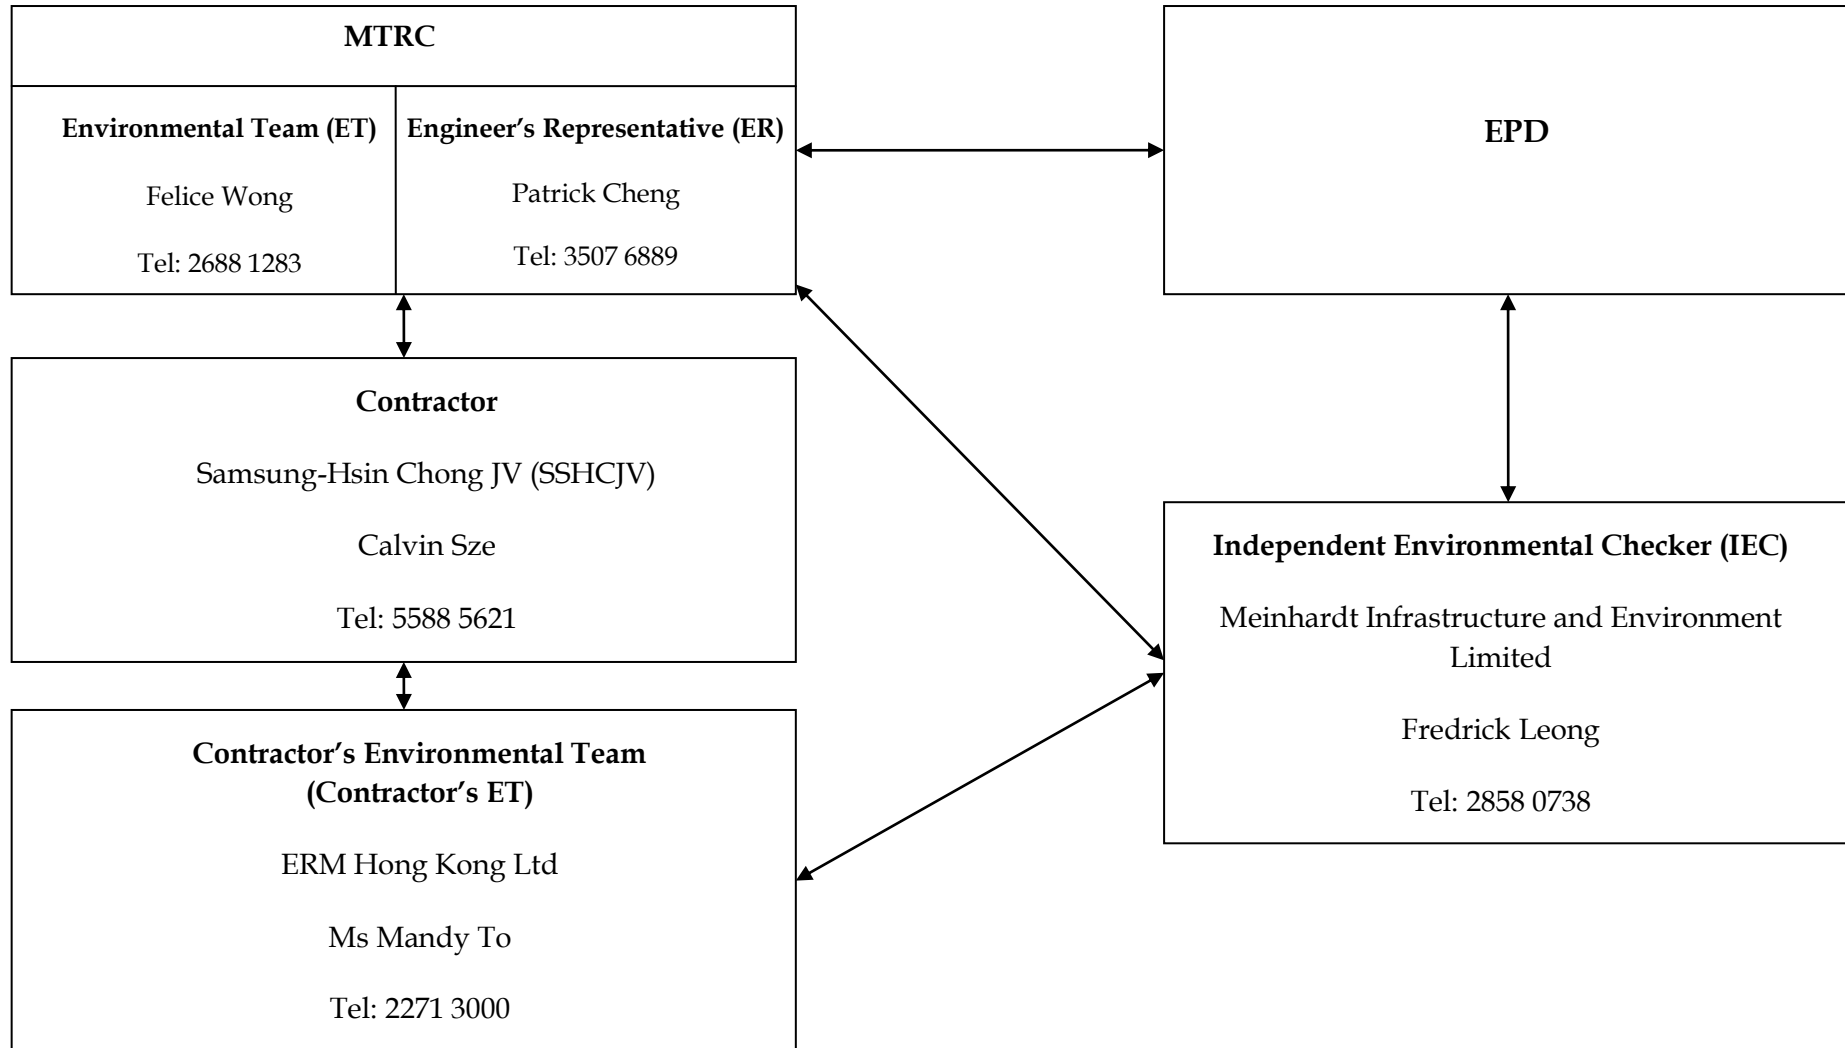 MTRC
Environmental Team (ET)
Felice Wong
Tel: 2688 1283
Engineer’s Representative (ER)
Patrick Cheng
Tel: 3507 6889
EPD
Contractor
Samsung-Hsin Chong JV (SSHCJV)
Calvin Sze
Tel: 5588 5621
Independent Environmental Checker (IEC)
Meinhardt Infrastructure and Environment
Limited
Fredrick Leong
Tel: 2858 0738
Contractor’s Environmental Team
(Contractor’s ET)
ERM Hong Kong Ltd
Ms Mandy To
Tel: 2271 3000